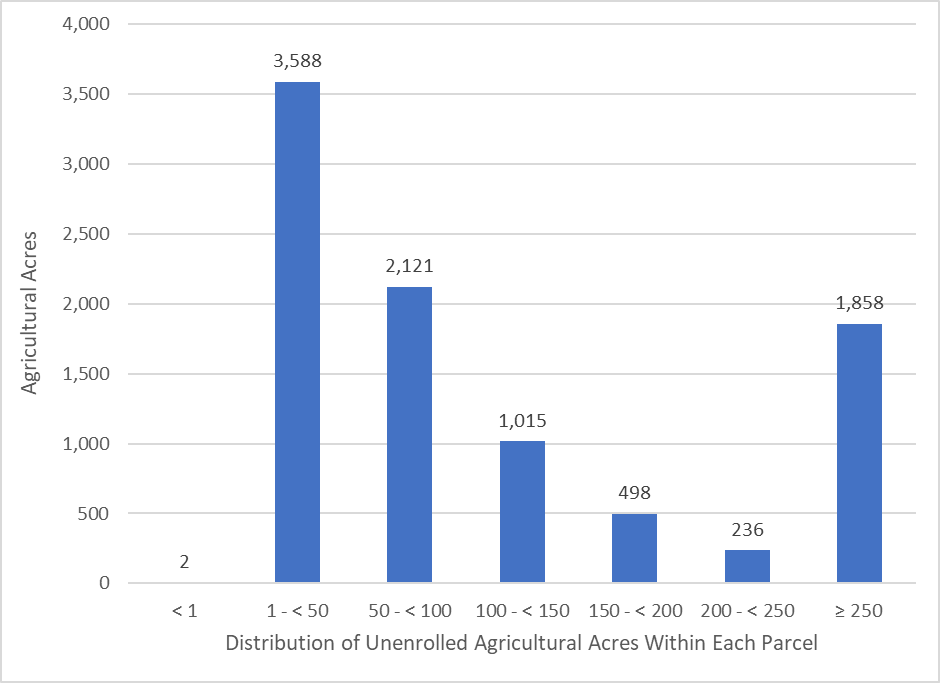 4,000
3,500
3,000
2,500
2,000
1,500
1,000
500
0
Agricultural Acres
2
3,588
2,121
1,015
498
236
1,858
< 1
1 - < 50
50 - < 100
100 - < 150
150 - < 200
200 - < 250
≥ 250
Distribution of Unenrolled Agricultural Acres Within Each Parcel